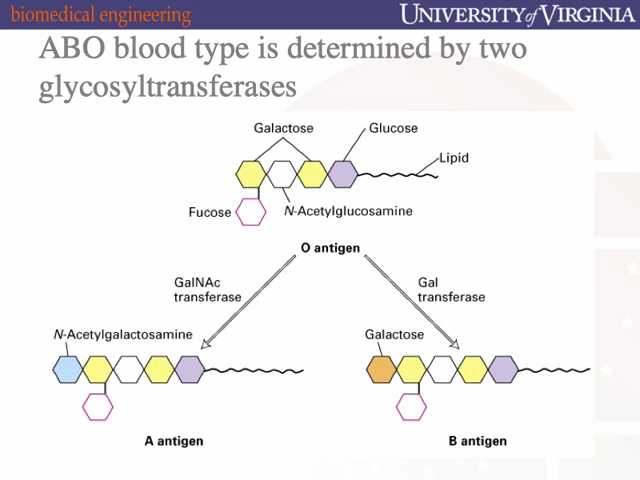 biomedical engineering
UNIVERSITY of VIRGINIA
ABO blood type is determined by two
glycosyltransferases
Galactose
Glucose
Lipid
Fucose
N-Acetylglucosamine
O antigen
GalNAc
transferase
Gal
transferase
N-Acetylgalactosamine
Galactose
A antigen
B antigen